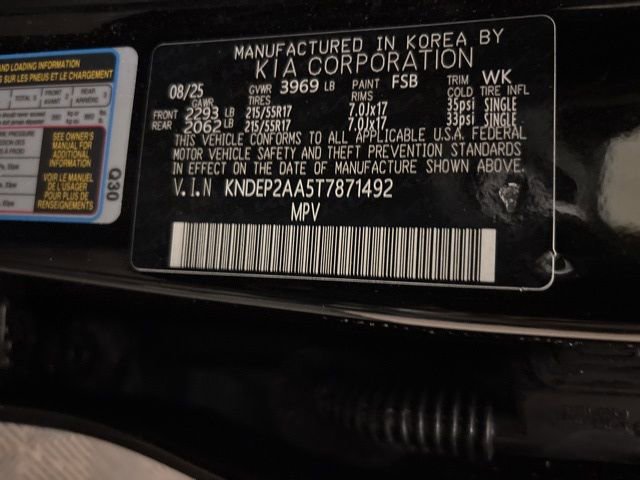 MANUFACTURED IN KOREA BY
KIA CORPORATION
08/25 GVWR 3969 LB PAINT FSB TRIM WK
GAWR TIRES RIMS COLD TIRE INFL
FRONT 2293 LB 215/55R17 7.0Jx17 35psi SINGLE
REAR 2062 LB 215/55R17 7.0Jx17 33psi SINGLE
THIS VEHICLE CONFORMS TO ALL APPLICABLE U.S.A FEDERAL
MOTOR VEHICLE SAFETY AND THEFT PREVENTION STANDARDS
IN EFFECT ON THE DATE OF MANUFACTURE SHOWN ABOVE.
V.I.N KNDEP2AA5T7871492
MPV
AND LOADING INFORMATION
SUR LES PNEUS ET LE CHARGEMENT
SEE OWNER'S
MANUAL FOR
ADDITIONAL
INFORMATION
VOIR LE MANUEL
DE L'USAGER
POUR PLUS DE
RENSEIGNEMENTS
Q30